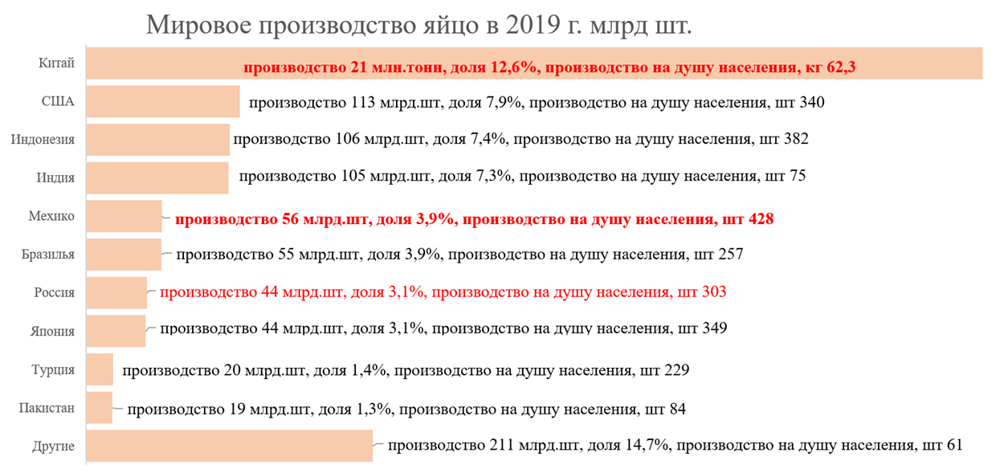 Мировое производство яйцо в 2019 г. млрд шт.
Китай производство 21 млн.тонн, доля 12,6%, производство на душу населения, кг 62,3
США производство 113 млрд.шт, доля 7,9%, производство на душу населения, шт 340
Индонезия производство 106 млрд.шт, доля 7,4%, производство на душу населения, шт 382
Индия производство 105 млрд.шт, доля 7,3%, производство на душу населения, шт 75
Мехико производство 56 млрд.шт, доля 3,9%, производство на душу населения, шт 428
Бразилья производство 55 млрд.шт, доля 3,9%, производство на душу населения, шт 257
Россия производство 44 млрд.шт, доля 3,1%, производство на душу населения, шт 303
Япония производство 44 млрд.шт, доля 3,1%, производство на душу населения, шт 349
Турция производство 20 млрд.шт, доля 1,4%, производство на душу населения, шт 229
Пакистан производство 19 млрд.шт, доля 1,3%, производство на душу населения, шт 84
Другие производство 211 млрд.шт, доля 14,7%, производство на душу населения, шт 61